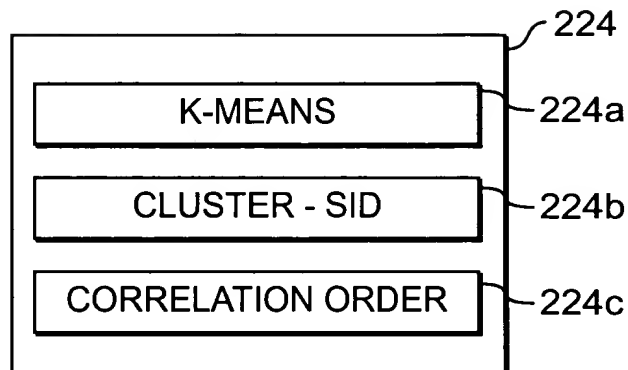 224
K-MEANS 224a
CLUSTER - SID 224b
CORRELATION ORDER 224c